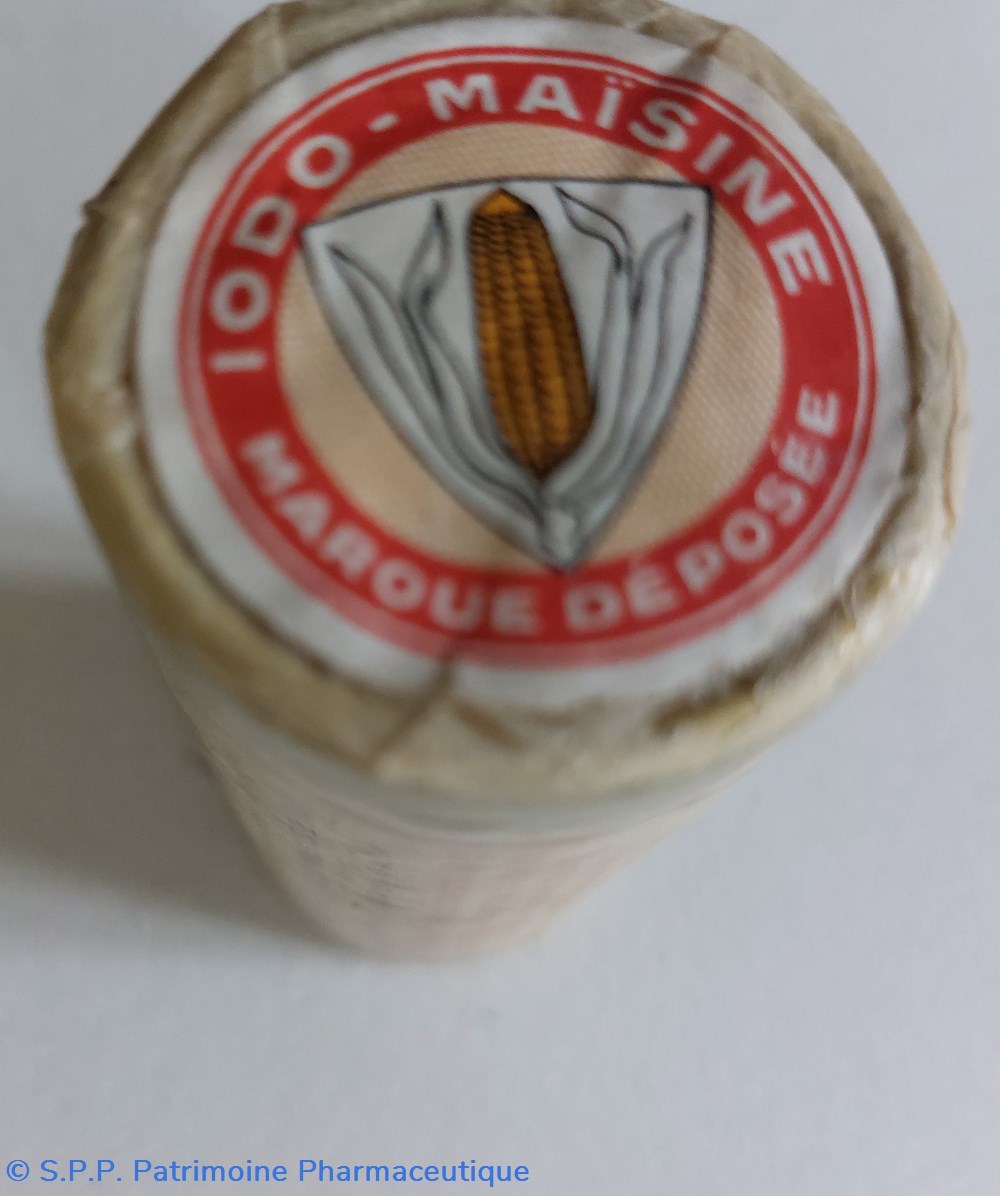 IODO-MAÏSINE
MARQUE DÉPOSÉE
© S.P.P. Patrimoine Pharmaceutique